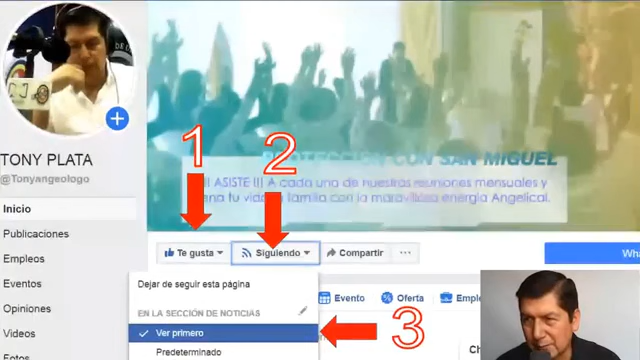 1
2
PROTECCIÓN CON SAN MIGUEL
TONY PLATA
@Tonyangeologo
ASISTE !!! A cada una de nuestras reuniones mensuales y
tu vida y familia con la maravillosa energía Angelical.
Inicio
Publicaciones
Empleos
Eventos
Opiniones
Videos
Fotos
Te gusta
Siguiendo
Compartir
...
Dejar de seguir esta página
EN LA SECCIÓN DE NOTICIAS
Ver primero
Predeterminado
3
Evento
Oferta